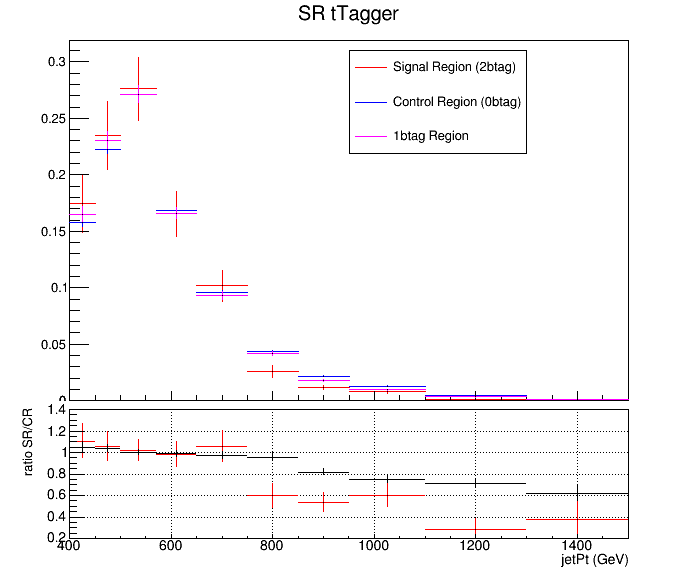 SR tTagger
0.3
0.25
0.2
0.15
0.1
0.05
0
Signal Region (2btag)
Control Region (0btag)
1btag Region
ratio SR/CR
1.4
1.2
1
0.8
0.6
0.4
0.2
400 600 800 1000 1200 1400
jetPt (GeV)